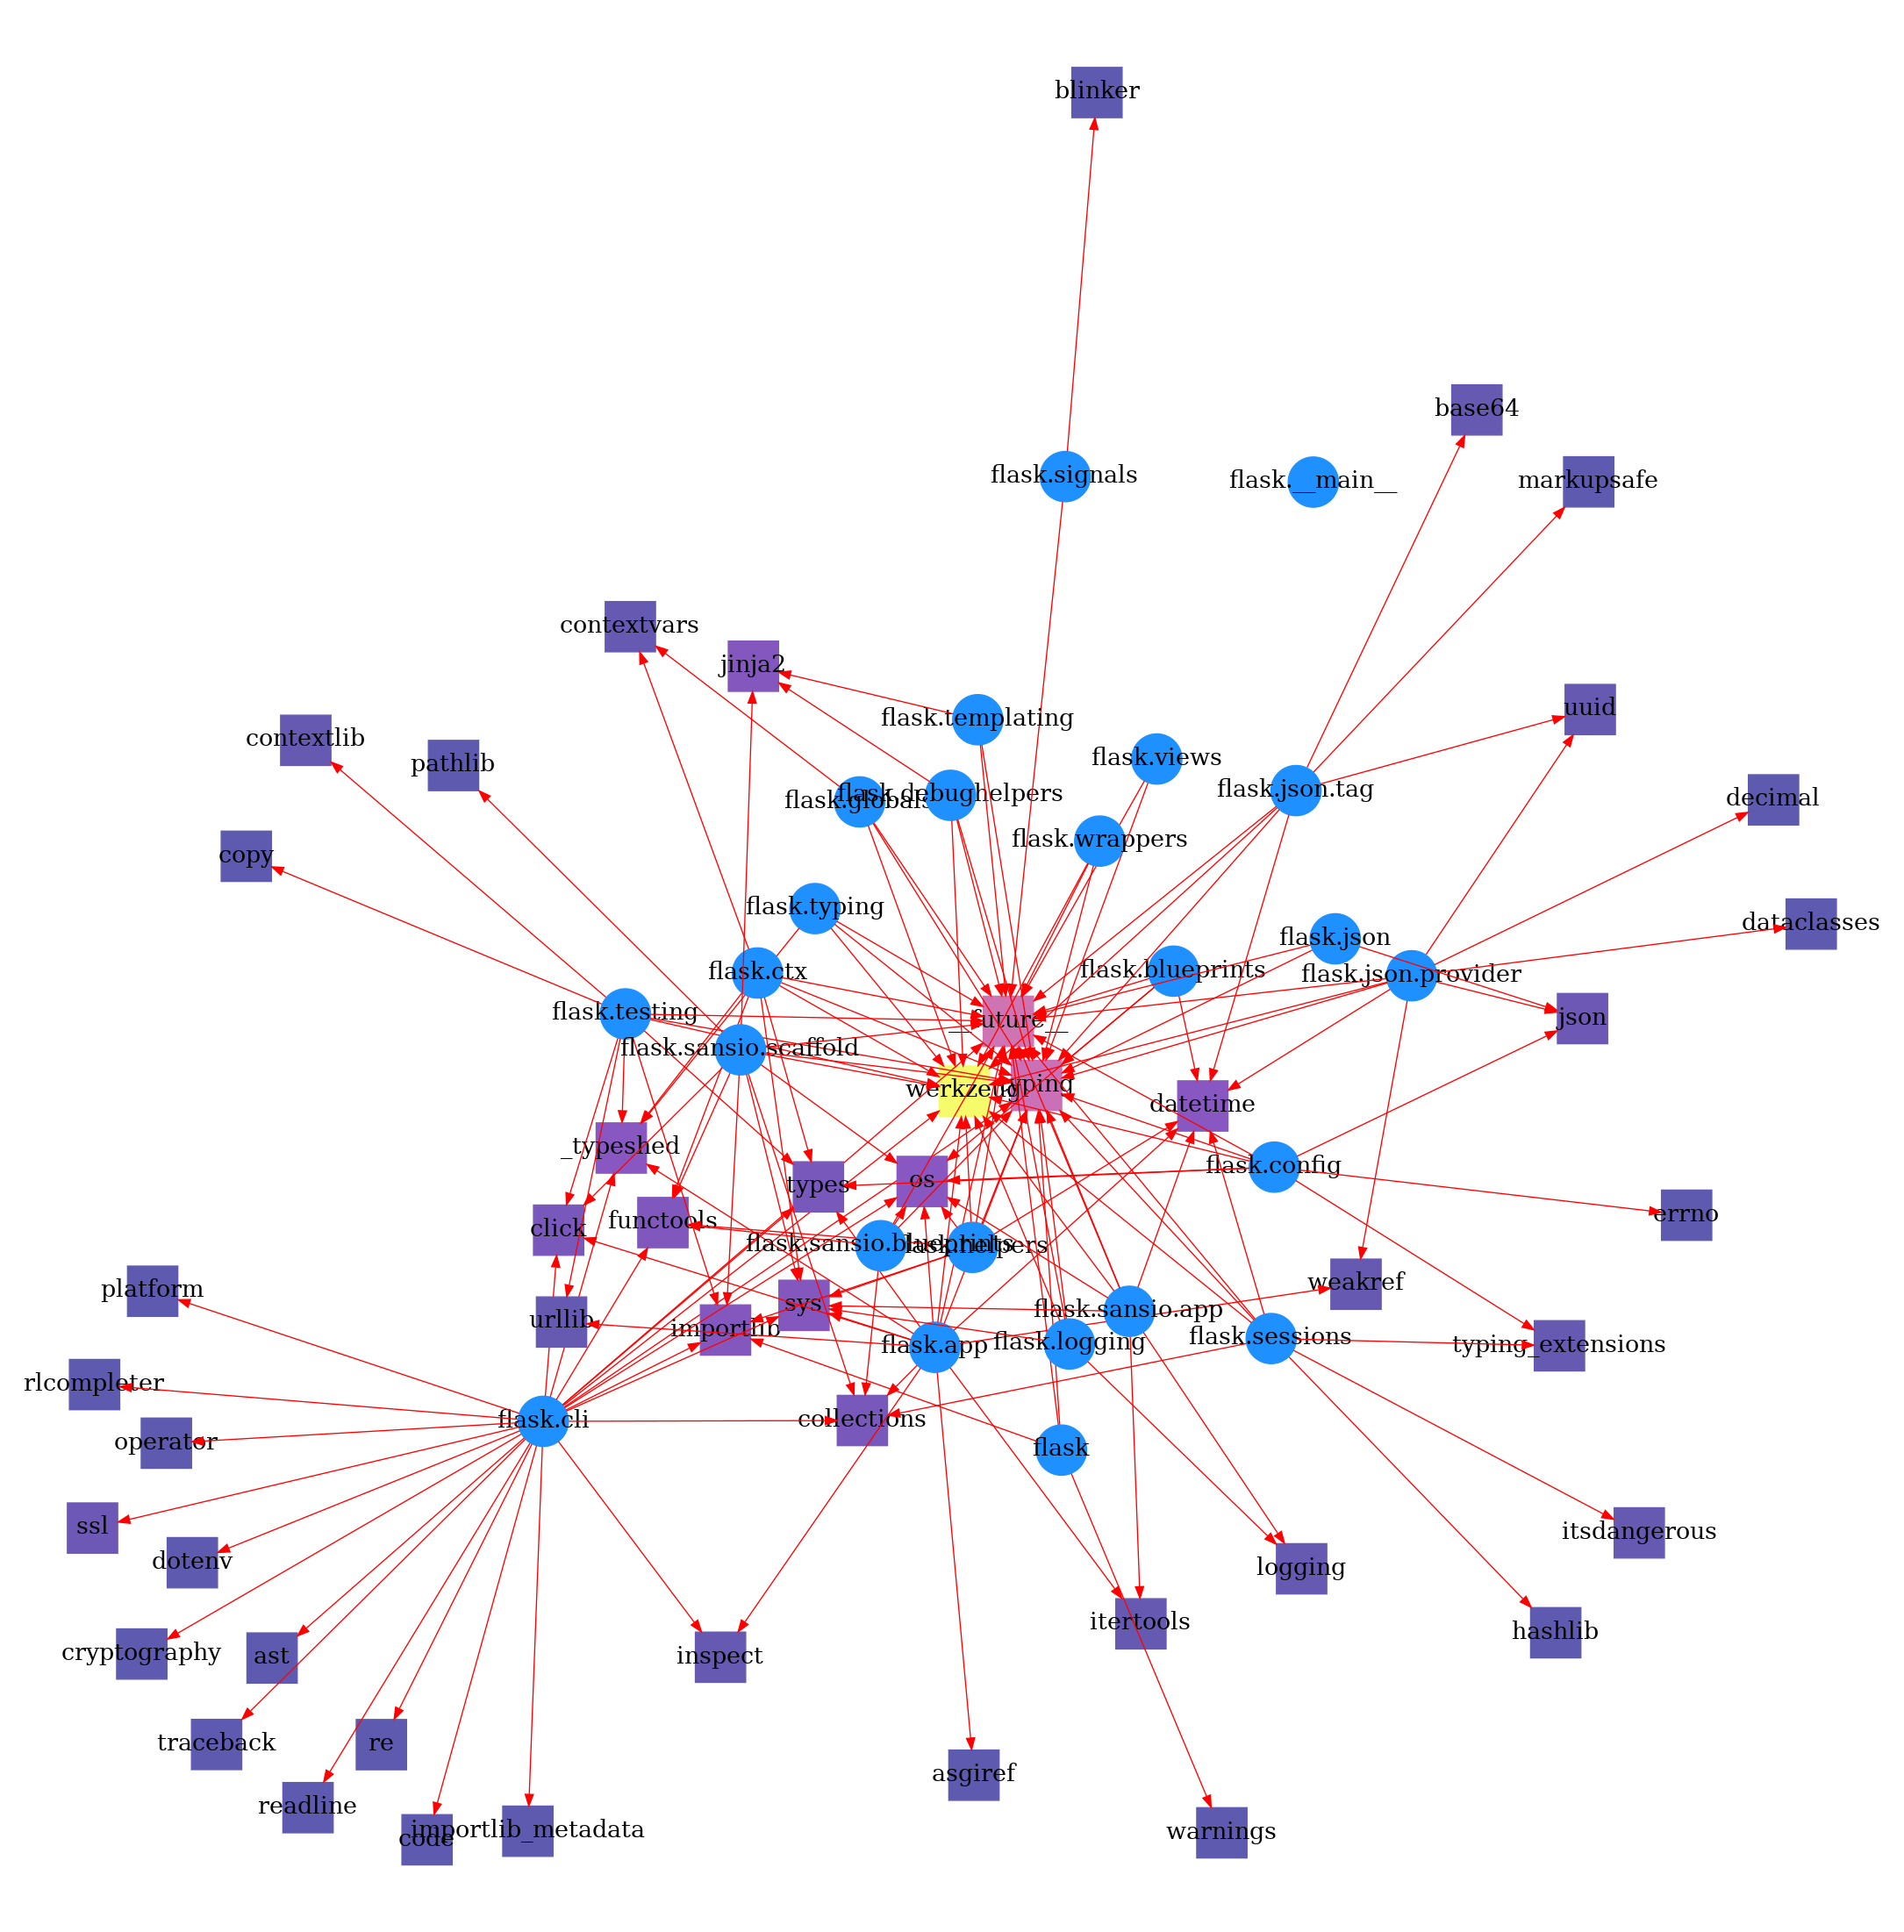 blinker
base64
flask.signals
flask.__main__
markupsafe
contextvars
jinja2
uuid
flask.templating
contextlib
flask.views
pathlib
flask.json.tag
flask.globals
flask.debughelpers
decimal
flask.wrappers
copy
flask.typing
dataclasses
flask.json
flask.ctx
flask.blueprints
flask.json.provider
flask.testing
__future__
json
flask.sansio.scaffold
werkzeug
typing
datetime
_typeshed
flask.config
os
types
errno
functools
click
flask.sansio.blueprints
flask.helpers
weakref
platform
sys
flask.sansio.app
urllib
importlib
flask.sessions
flask.logging
flask.app
typing_extensions
rlcompleter
flask.cli
collections
operator
flask
ssl
itsdangerous
dotenv
logging
itertools
hashlib
cryptography
ast
inspect
traceback
re
asgiref
readline
importlib_metadata
warnings
code